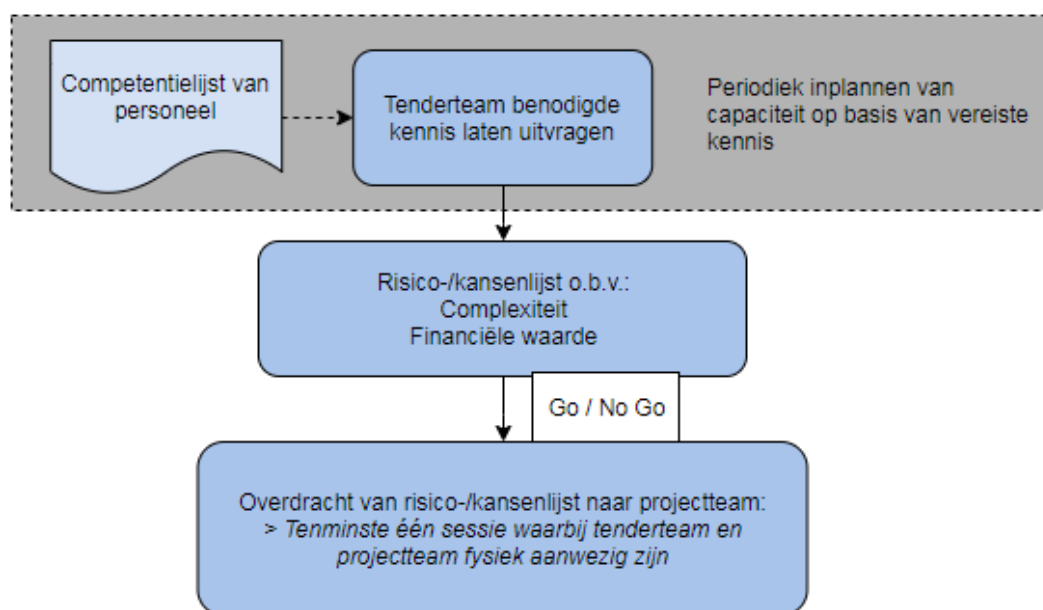 Competentielijst van
personeel
Tenderteam benodigde
kennis laten uitvragen
Periodiek inplannen van
capaciteit op basis van vereiste
kennis
Risico-/kansenlijst o.b.v.:
Complexiteit
Financiële waarde
Go / No Go
Overdracht van risico-/kansenlijst naar projectteam:
> Tenminste één sessie waarbij tenderteam en
projectteam fysiek aanwezig zijn